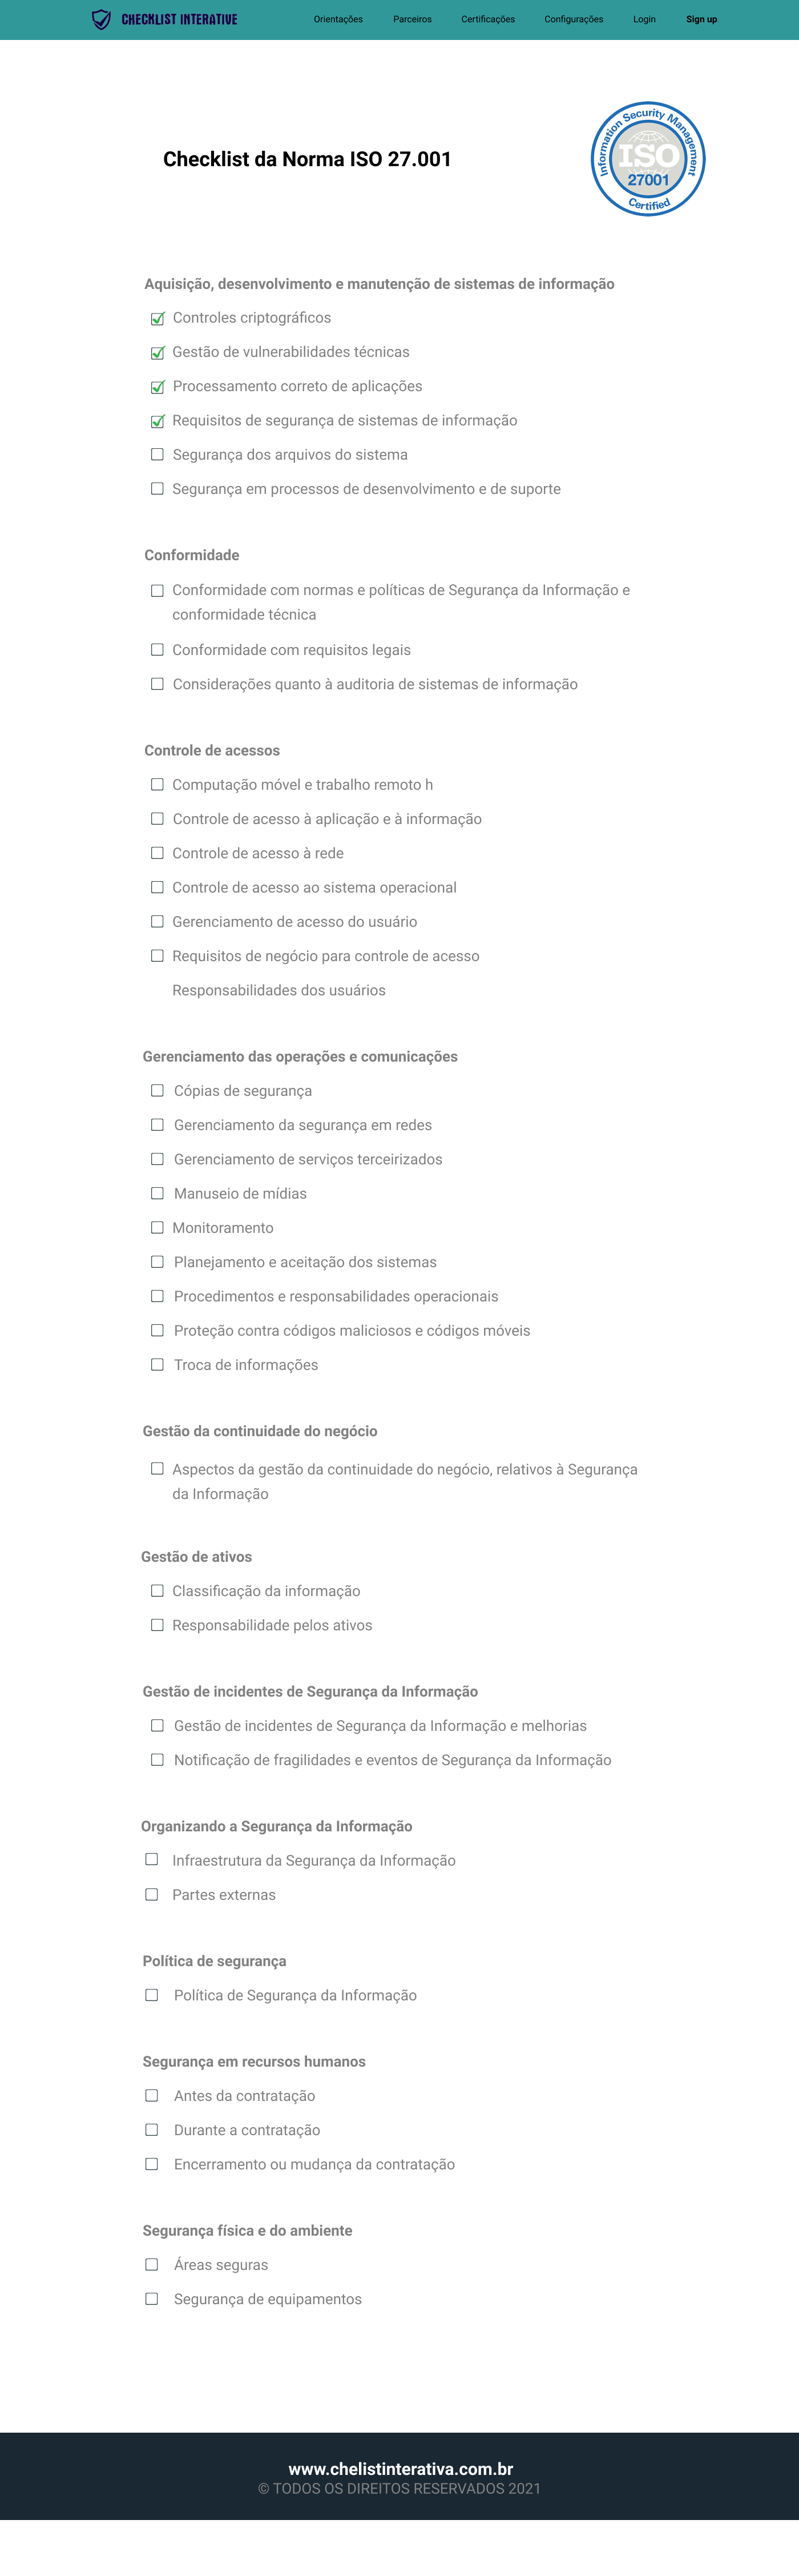 CHECKLIST INTERATIVE
Orientações
Parceiros
Certificações
Configurações
Login
Sign up
Checklist da Norma ISO 27.001
Information Security Management
ISO
27001
Certified
Aquisição, desenvolvimento e manutenção de sistemas de informação
Controles criptográficos
Gestão de vulnerabilidades técnicas
Processamento correto de aplicações
Requisitos de segurança de sistemas de informação
Segurança dos arquivos do sistema
Segurança em processos de desenvolvimento e de suporte
Conformidade
Conformidade com normas e políticas de Segurança da Informação e
conformidade técnica
Conformidade com requisitos legais
Considerações quanto à auditoria de sistemas de informação
Controle de acessos
Computação móvel e trabalho remoto h
Controle de acesso à aplicação e à informação
Controle de acesso à rede
Controle de acesso ao sistema operacional
Gerenciamento de acesso do usuário
Requisitos de negócio para controle de acesso
Responsabilidades dos usuários
Gerenciamento das operações e comunicações
Cópias de segurança
Gerenciamento da segurança em redes
Gerenciamento de serviços terceirizados
Manuseio de mídias
Monitoramento
Planejamento e aceitação dos sistemas
Procedimentos e responsabilidades operacionais
Proteção contra códigos maliciosos e códigos móveis
Troca de informações
Gestão da continuidade do negócio
Aspectos da gestão da continuidade do negócio, relativos à Segurança
da Informação
Gestão de ativos
Classificação da informação
Responsabilidade pelos ativos
Gestão de incidentes de Segurança da Informação
Gestão de incidentes de Segurança da Informação e melhorias
Notificação de fragilidades e eventos de Segurança da Informação
Organizando a Segurança da Informação
Infraestrutura da Segurança da Informação
Partes externas
Política de segurança
Política de Segurança da Informação
Segurança em recursos humanos
Antes da contratação
Durante a contratação
Encerramento ou mudança da contratação
Segurança física e do ambiente
Áreas seguras
Segurança de equipamentos
www.chelistinterativa.com.br
© TODOS OS DIREITOS RESERVADOS 2021